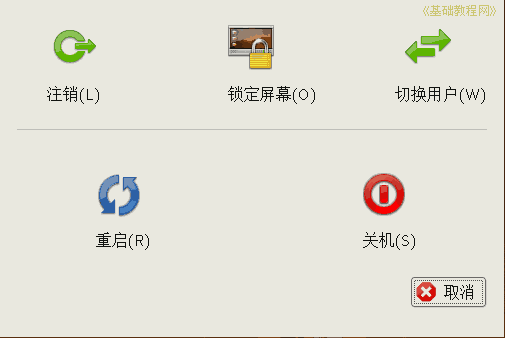 《基础教程网》
注销(L)
锁定屏幕(O)
切换用户(W)
重启(R)
关机(S)
取消